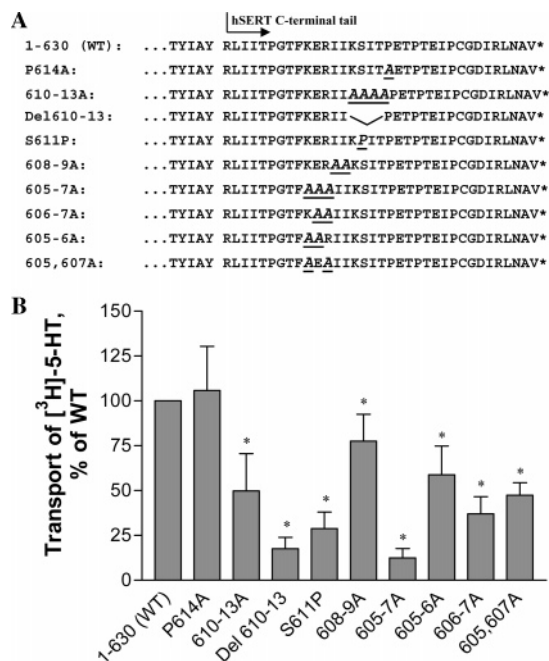 A
hSERT C-terminal tail
1-630 (WT): ...TYIAY RLIITPGTFKERIIKSITPETPTEIPCGDIRLNAV*
P614A: ...TYIAY RLIITPGTFKERIIKSITAETPTEIPCGDIRLNAV*
610-13A: ...TYIAY RLIITPGTFKERIIAAAAPETPTEIPCGDIRLNAV*
Del610-13: ...TYIAY RLIITPGTFKERII PETPTEIPCGDIRLNAV*
S611P: ...TYIAY RLIITPGTFKERIIKPITPETPTEIPCGDIRLNAV*
608-9A: ...TYIAY RLIITPGTFKERAAKSITPETPTEIPCGDIRLNAV*
605-7A: ...TYIAY RLIITPGTFAAAIIKSITPETPTEIPCGDIRLNAV*
606-7A: ...TYIAY RLIITPGTFKAAIIKSITPETPTEIPCGDIRLNAV*
605-6A: ...TYIAY RLIITPGTFAARIIKSITPETPTEIPCGDIRLNAV*
605,607A: ...TYIAY RLIITPGTFAEAIIKSITPETPTEIPCGDIRLNAV*
B
Transport of [³H]-5-HT,
% of WT
150
125
100
75
50
25
0
* * * * * * * *
1-630 (WT)
P614A
610-13A
Del 610-13
S611P
608-9A
605-7A
605-6A
606-7A
605,607A